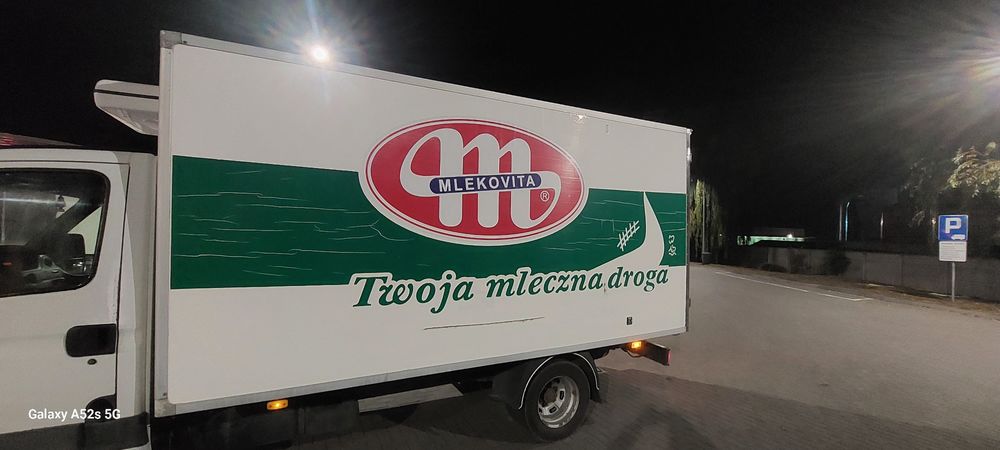 MLEKOVITA
®
Twoja mleczna droga
P
Galaxy A52s 5G